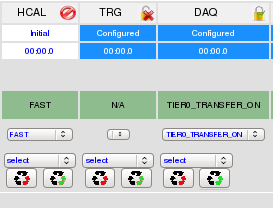 HCAL TRG DAQ
Initial Configured Configured
00:00.0 00:00.0 00:00.0
FAST N/A TIER0_TRANSFER_ON
FAST TIER0_TRANSFER_ON
select select select